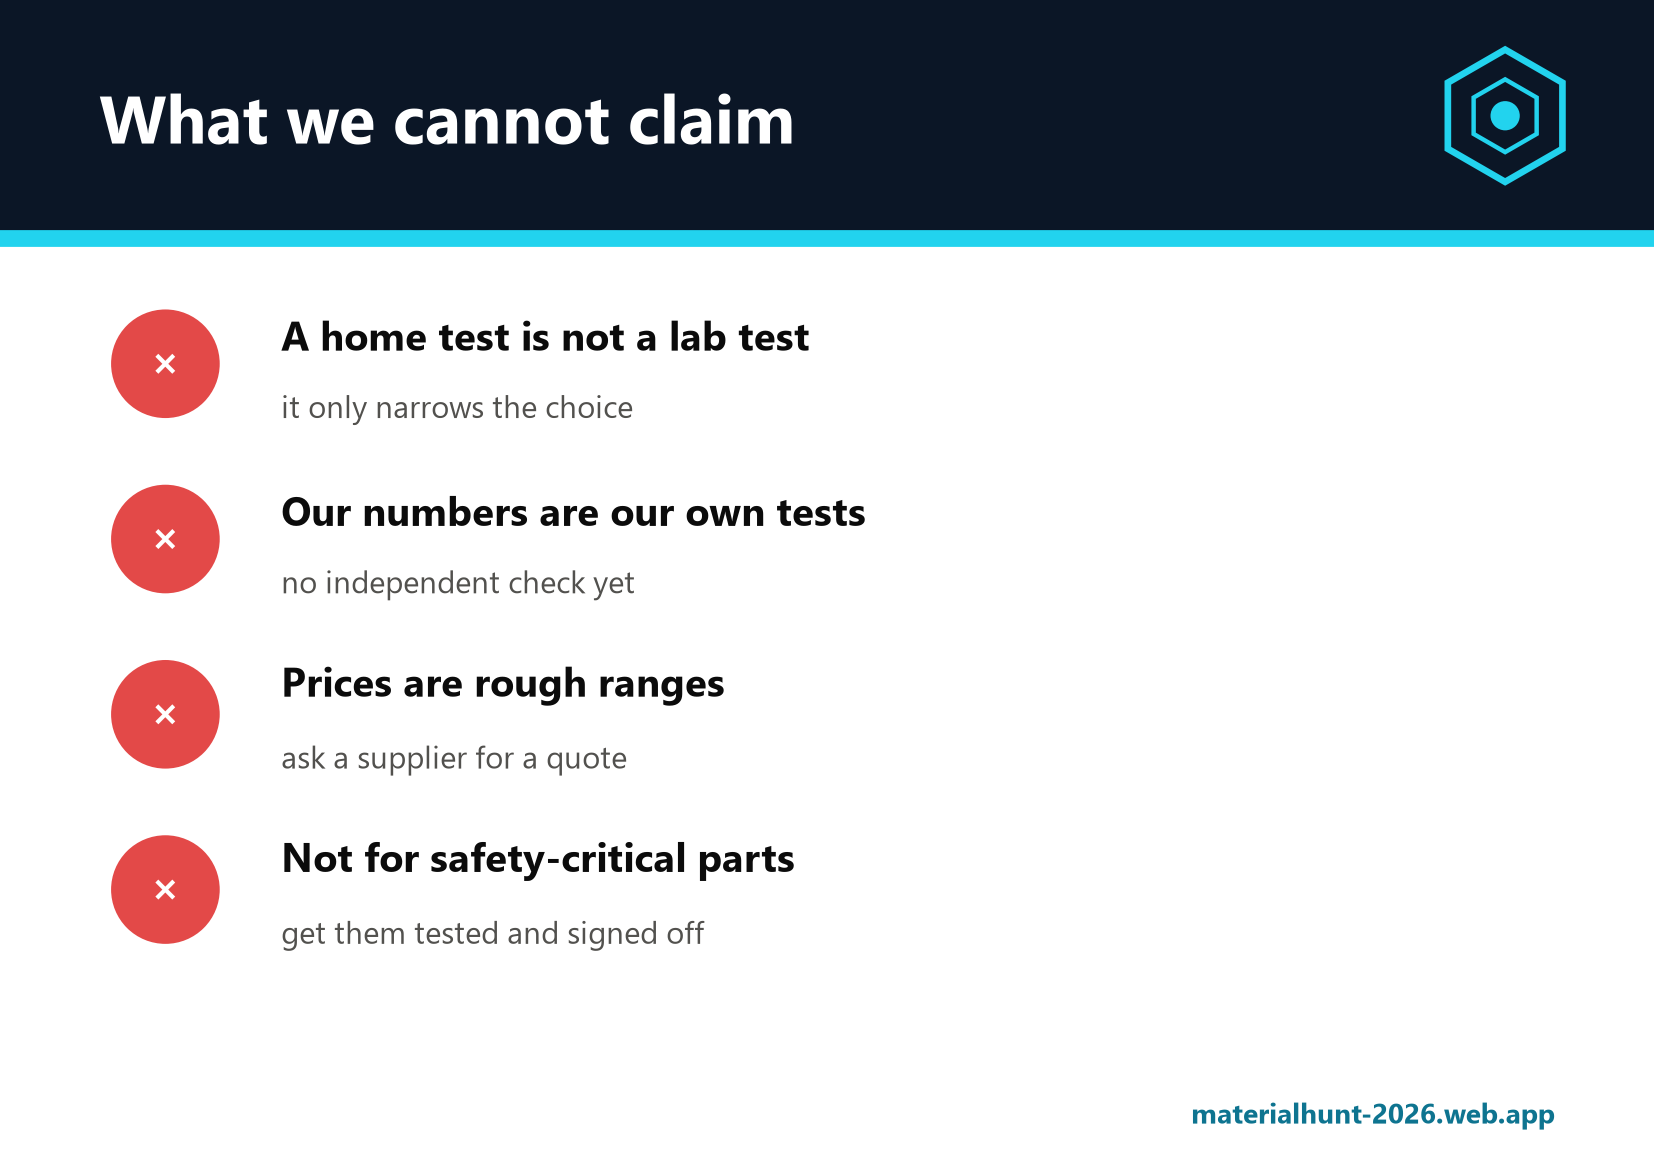 What we cannot claim
× A home test is not a lab test
it only narrows the choice
× Our numbers are our own tests
no independent check yet
× Prices are rough ranges
ask a supplier for a quote
× Not for safety-critical parts
get them tested and signed off
materialhunt-2026.web.app